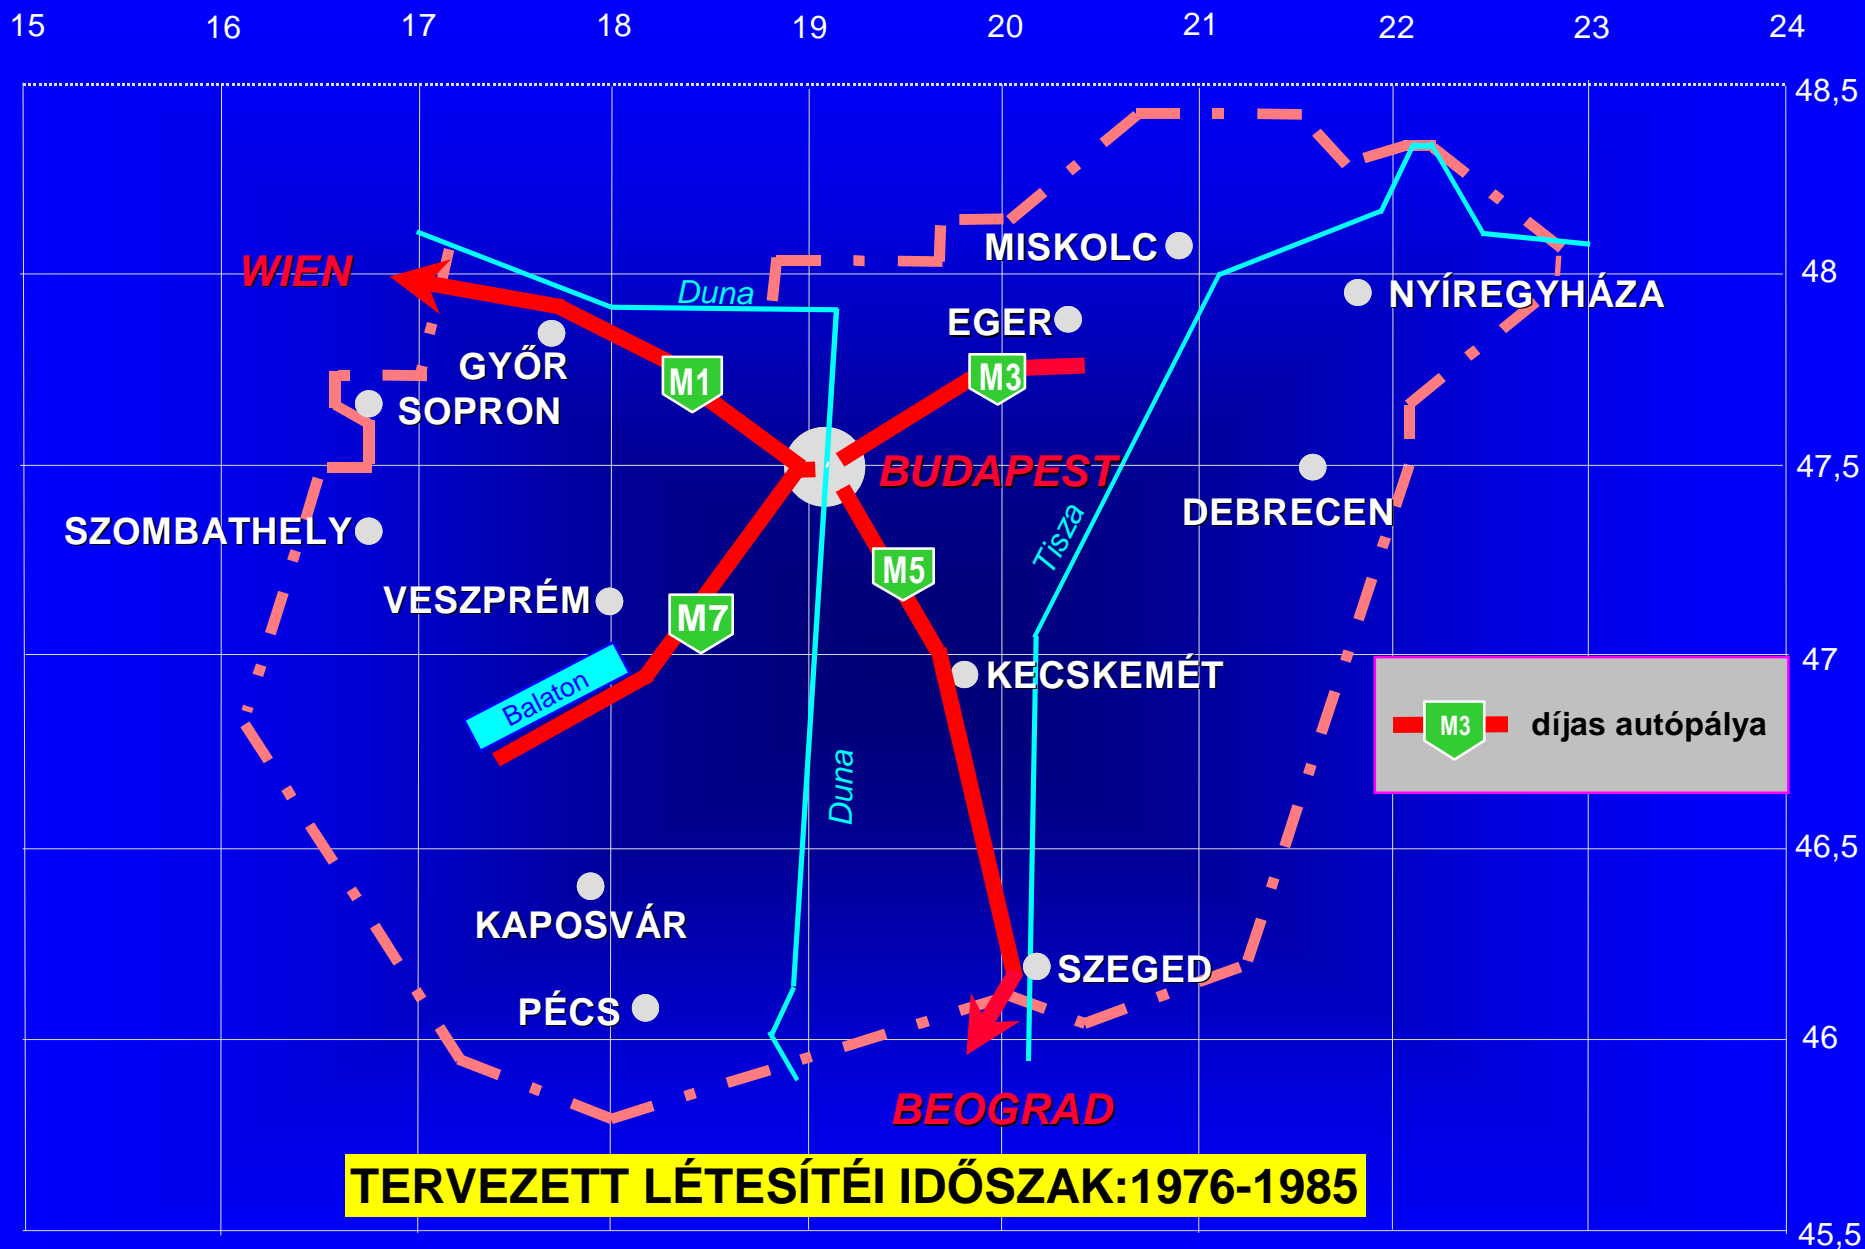 15 16 17 18 19 20 21 22 23 24
48,5
MISKOLC
WIEN
48
Duna
NYÍREGYHÁZA
EGER
GYŐR
M1
M3
SOPRON
BUDAPEST
47,5
DEBRECEN
SZOMBATHELY
Tisza
M5
VESZPRÉM
M7
47
KECSKEMÉT
Balaton
M3 díjas autópálya
Duna
46,5
KAPOSVÁR
SZEGED
PÉCS
46
BEOGRAD
TERVEZETT LÉTESÍTÉI IDŐSZAK:1976-1985
45,5